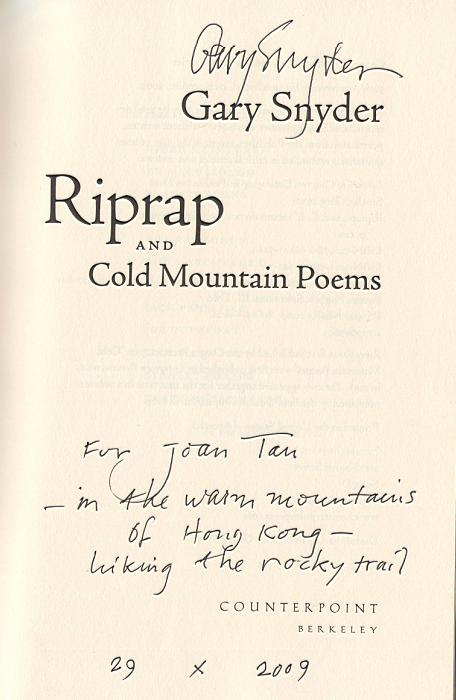 Gary Snyder
Gary Snyder
Riprap
AND
Cold Mountain Poems
For Joan Tan
– in the warm mountains
of Hong Kong –
hiking the rocky trail
COUNTERPOINT
BERKELEY
29 X 2009